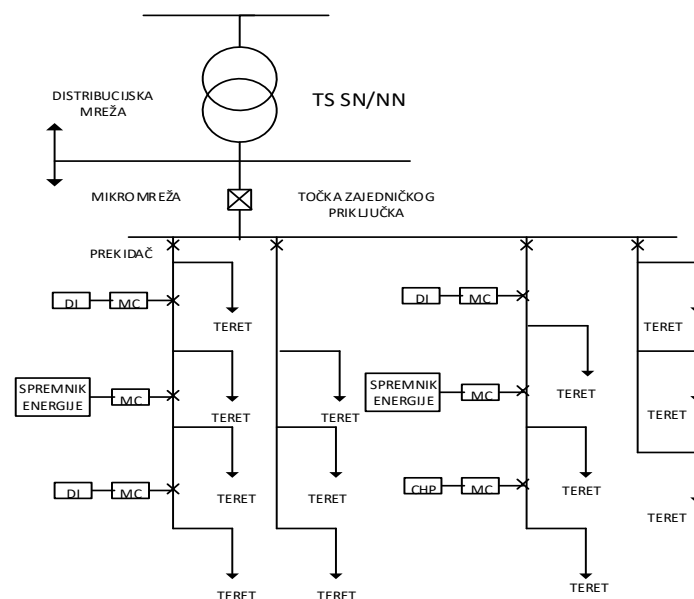 DISTRIBUCIJSKA
MREŽA
TS SN/NN
MIKROMREŽA
TOČKA ZAJEDNIČKOG
PRIKLJUČKA
PREKIDAČ
DI
MC
TERET
DI
MC
TERET
SPREMNIK
ENERGIJE
MC
TERET
TERET
SPREMNIK
ENERGIJE
MC
TERET
TERET
DI
MC
TERET
TERET
CHP
MC
TERET
TERET
TERET
TERET
TERET